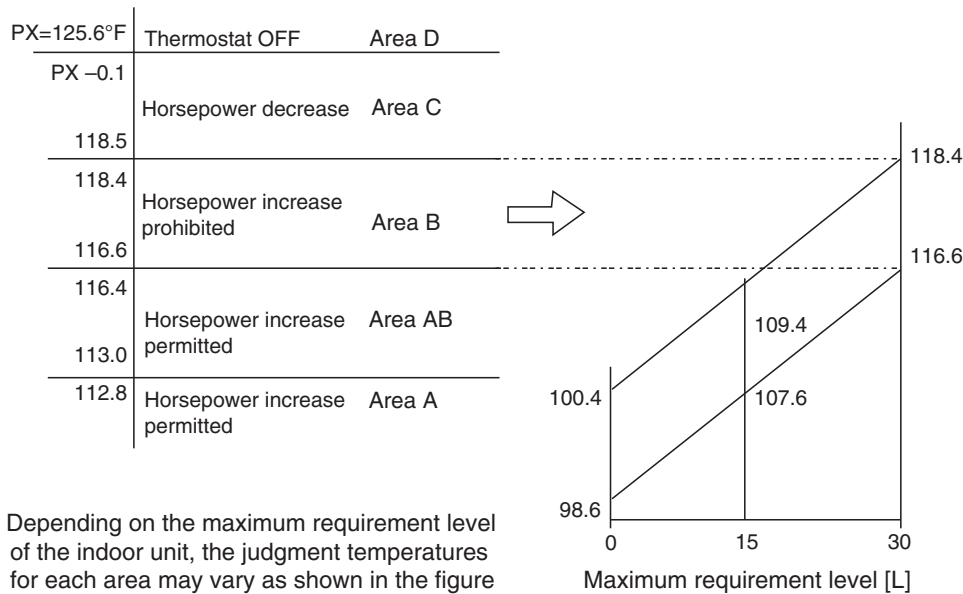 PX=125.6°F
Thermostat OFF
Area D
PX –0.1
Horsepower decrease
Area C
118.5
118.4
Horsepower increase
prohibited
Area B
116.6
116.4
Horsepower increase
permitted
Area AB
113.0
112.8
Horsepower increase
permitted
Area A
118.4
116.6
109.4
100.4
107.6
98.6
0
15
30
Maximum requirement level [L]
Depending on the maximum requirement level
of the indoor unit, the judgment temperatures
for each area may vary as shown in the figure